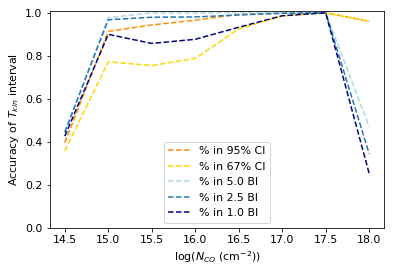 Accuracy of T_kin interval
1.0
0.8
0.6
0.4
0.2
0.0
% in 95% CI
% in 67% CI
% in 5.0 BI
% in 2.5 BI
% in 1.0 BI
14.5 15.0 15.5 16.0 16.5 17.0 17.5 18.0
log(N_CO (cm⁻²))